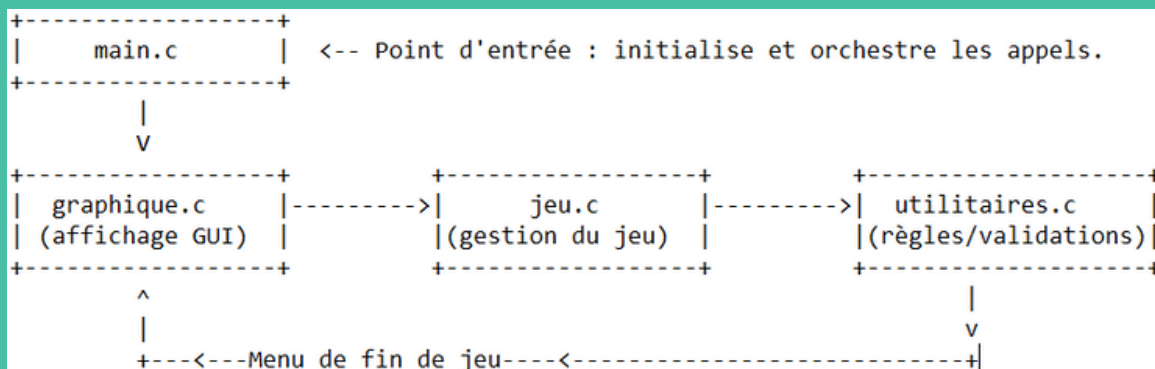 +------------------+
|     main.c       |  <-- Point d'entrée : initialise et orchestre les appels.
+------------------+
        |
        V
+------------------+         +------------------+         +--------------------+
|  graphique.c     |-------->|      jeu.c       |-------->|  utilitaires.c     |
| (affichage GUI)  |         |(gestion du jeu)  |         |(règles/validations)|
+------------------+         +------------------+         +--------------------+
        ^                                                        |
        |                                                        v
        +---<---Menu de fin de jeu----<--------------------------+